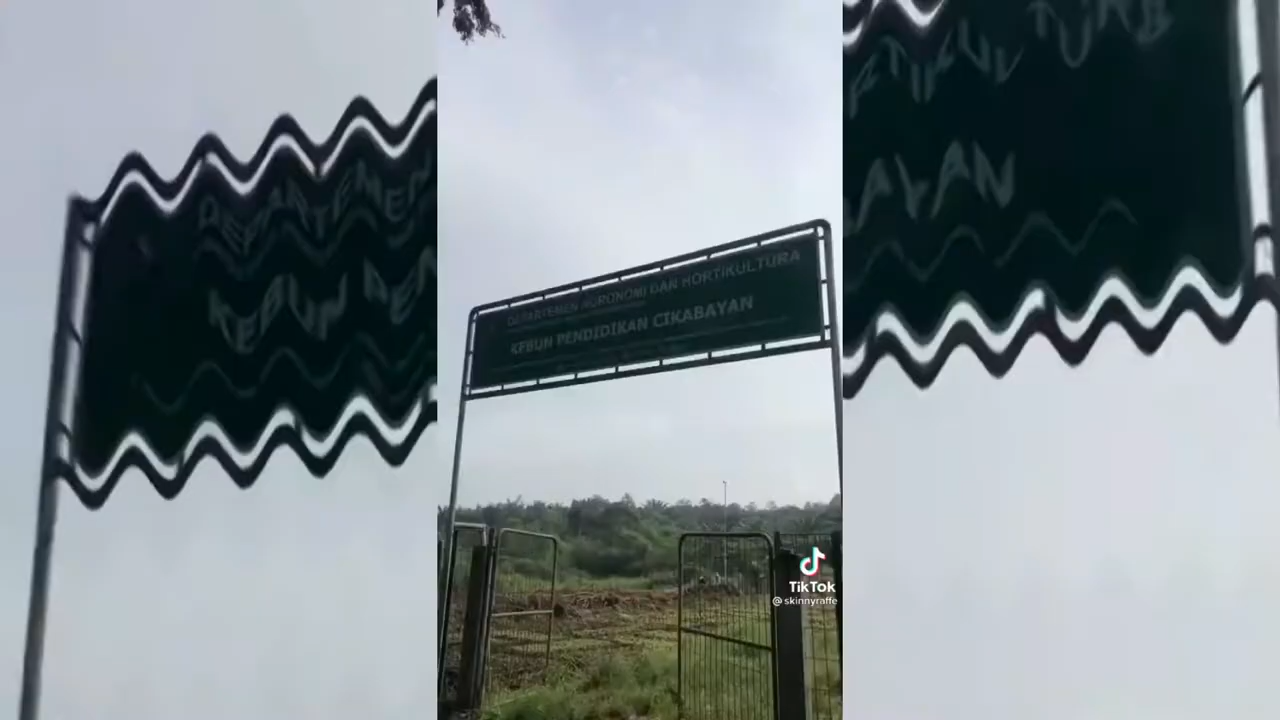 DEPARTEMEN AGRONOMI DAN HORTIKULTURA
KEBUN PENDIDIKAN CIKABAYAN
TikTok
@skinnyraffe